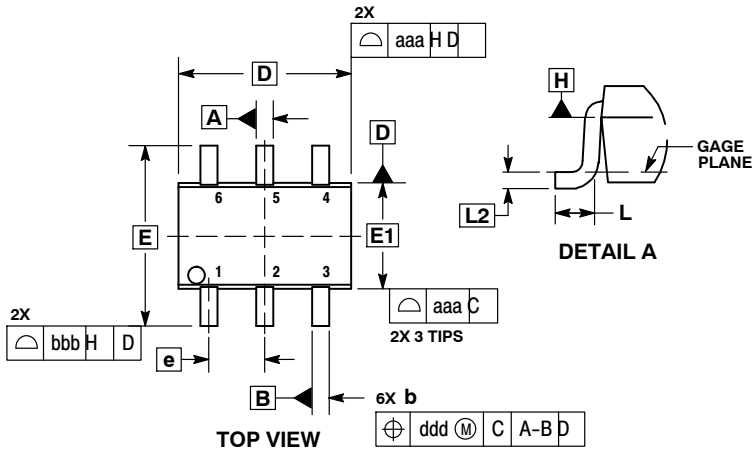 2X
⌓ aaa H D
D
A
D
H
GAGE
PLANE
6 5 4
L2
L
E
E1
DETAIL A
1 2 3
⌓ aaa C
2X 3 TIPS
2X
⌓ bbb H D
e
B
6X b
⌖ ddd Ⓜ C A-B D
TOP VIEW